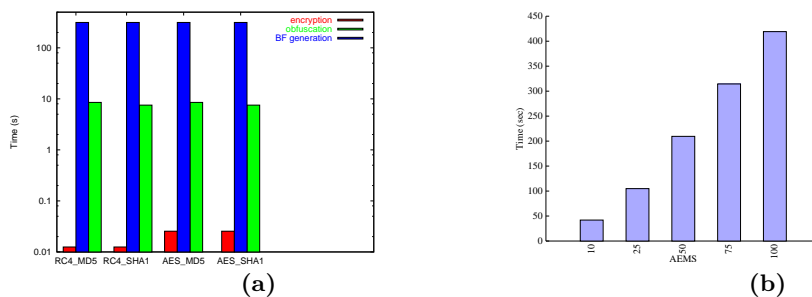 encryption
obfuscation
BF generation
Time (s)
100
10
1
0.1
0.01
RC4_MD5 RC4_SHA1 AES_MD5 AES_SHA1
(a)
Time (sec)
450
400
350
300
250
200
150
100
50
0
10 25 50 75 100
AEMS
(b)